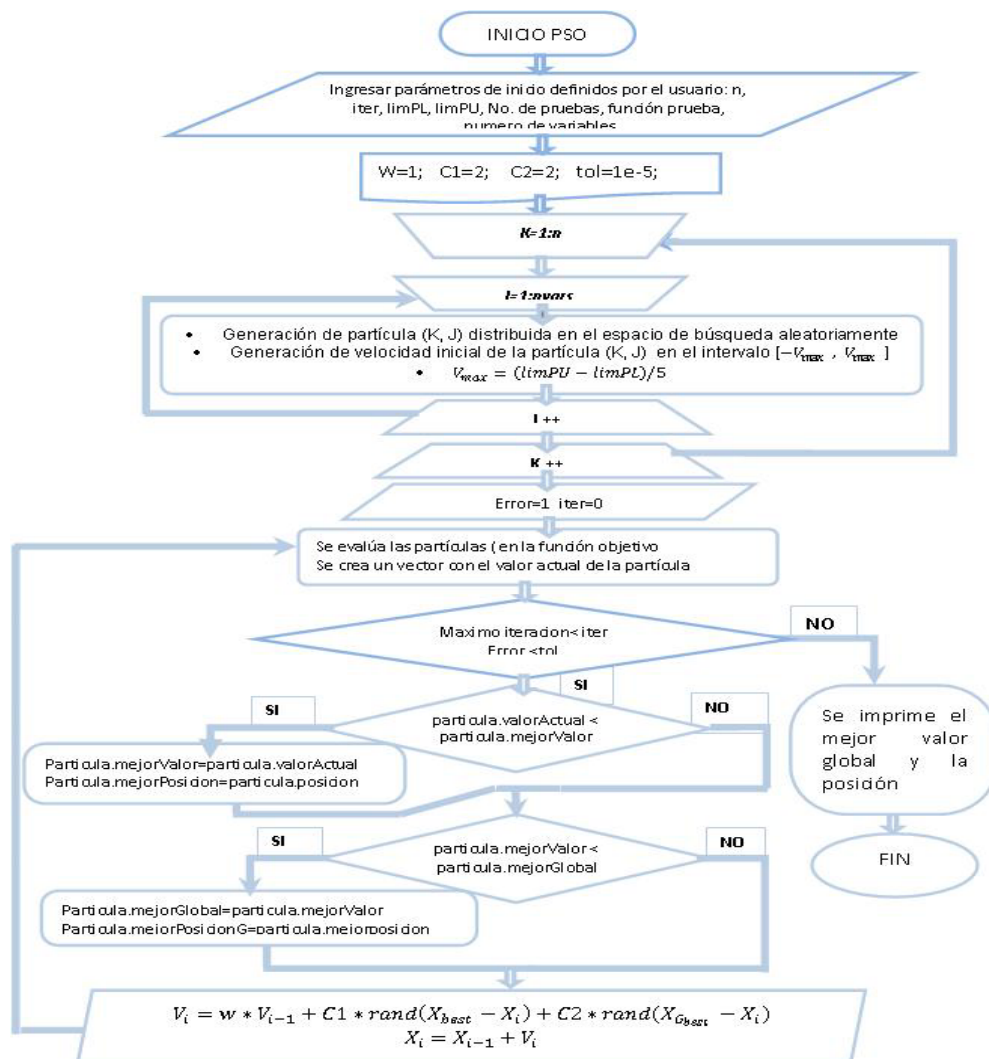 INICIO PSO
Ingresar parámetros de inicio definidos por el usuario: n,
iter, limPL, limPU, No. de pruebas, función prueba,
numero de variables
W=1; C1=2; C2=2; tol=1e-5;
K=1:n
J=1:nvars
• Generación de partícula (K, J) distribuida en el espacio de búsqueda aleatoriamente
• Generación de velocidad inicial de la partícula (K, J) en el intervalo [−Vmax , Vmax ]
• Vmax = (limPU − limPL)/5
J ++
K ++
Error=1 iter=0
Se evalúa las partículas ( en la función objetivo
Se crea un vector con el valor actual de la partícula
Maximo iteracion< iter
Error <tol
NO
SI
SI
particula.valorActual <
particula.mejorValor
NO
Particula.mejorValor=particula.valorActual
Particula.mejorPosicion=particula.posicion
Se imprime el
mejor valor
global y la
posición
SI
particula.mejorValor <
particula.mejorGlobal
NO
FIN
Particula.mejorGlobal=particula.mejorValor
Particula.mejorPosicionG=particula.mejorposicion
Vi = w * Vi−1 + C1 * rand(Xbest − Xi) + C2 * rand(XGbest − Xi)
Xi = Xi−1 + Vi